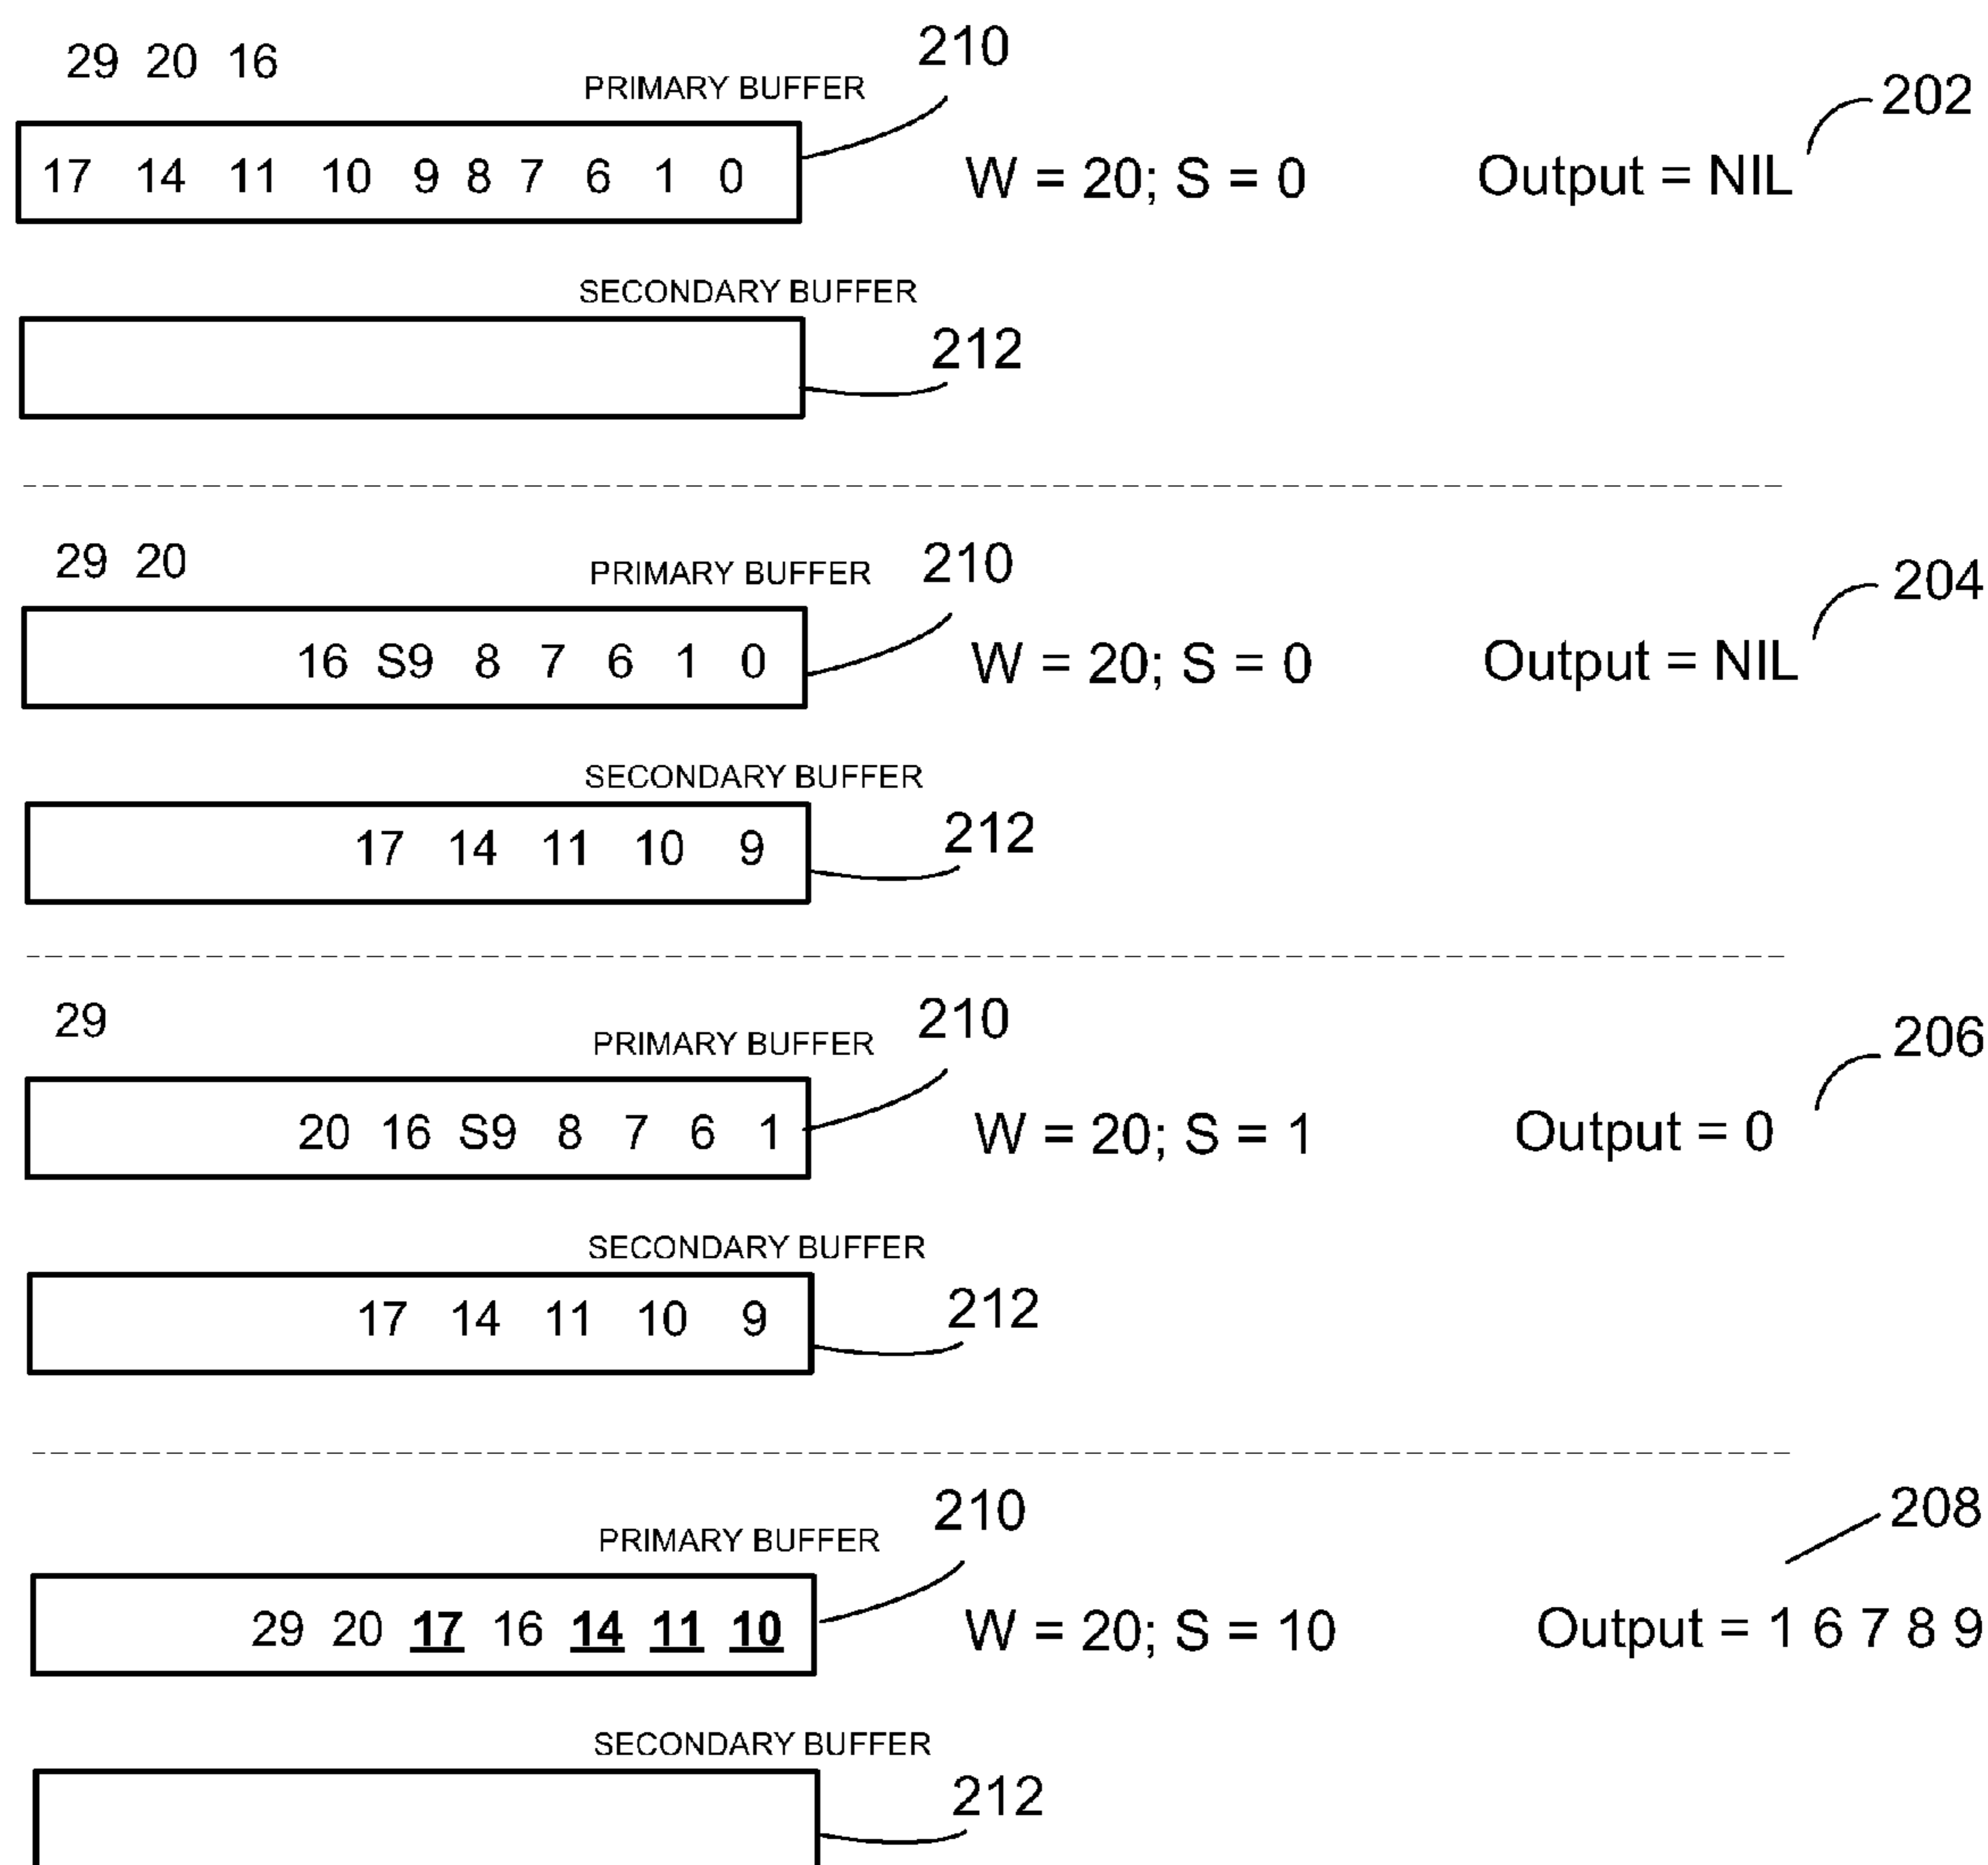 29 20 16
PRIMARY BUFFER
210
202
17 14 11 10 9 8 7 6 1 0
W = 20; S = 0
Output = NIL
SECONDARY BUFFER
212
29 20
PRIMARY BUFFER
210
204
16 S9 8 7 6 1 0
W = 20; S = 0
Output = NIL
SECONDARY BUFFER
212
17 14 11 10 9
29
PRIMARY BUFFER
210
206
20 16 S9 8 7 6 1
W = 20; S = 1
Output = 0
SECONDARY BUFFER
212
17 14 11 10 9
PRIMARY BUFFER
210
208
29 20 17 16 14 11 10
W = 20; S = 10
Output = 1 6 7 8 9
SECONDARY BUFFER
212